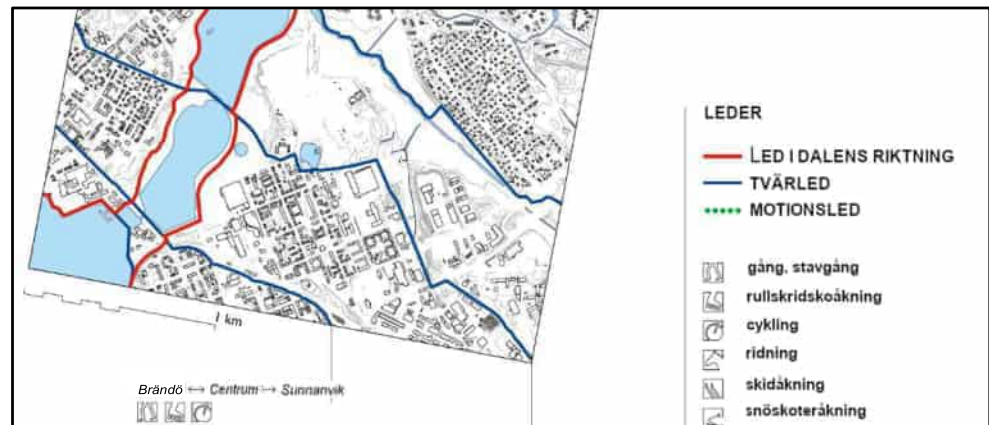 LEDER
LED I DALENS RIKTNING
TVÄRLED
MOTIONSLED
gång, stavgång
rullskridskoåkning
cykling
ridning
skidåkning
snöskoteråkning
1 km
Brändö ↔ Centrum ↔ Sunnanvik